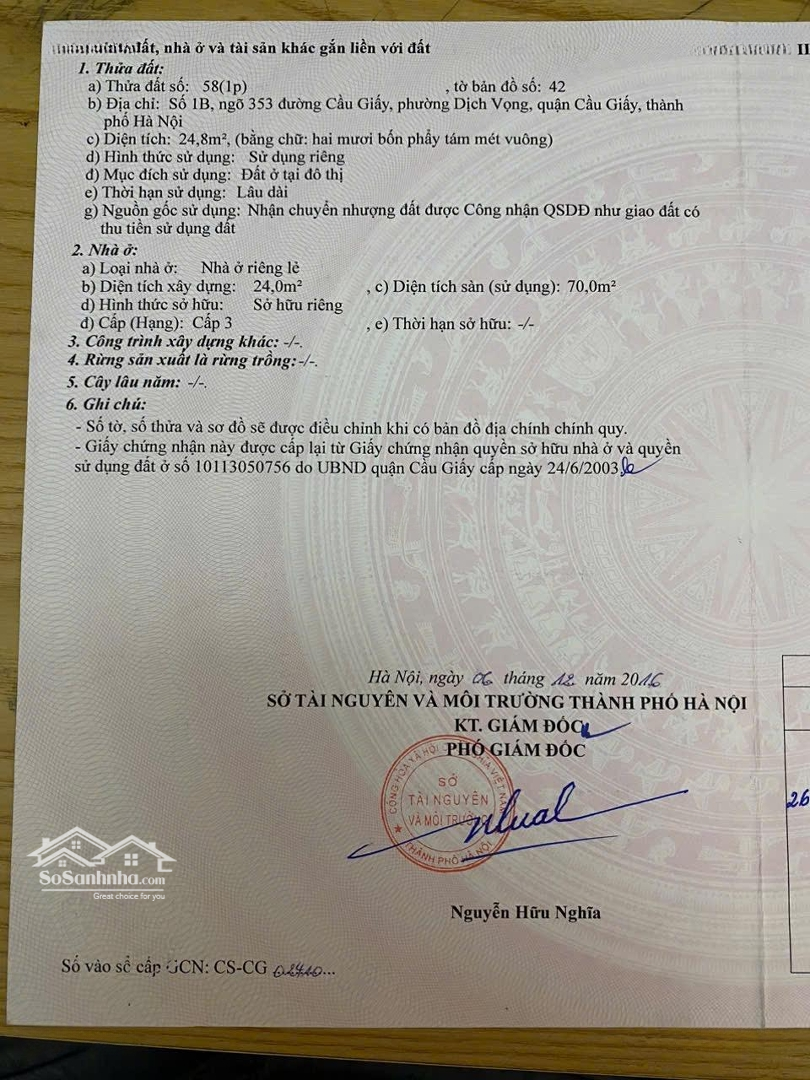 đất, nhà ở và tài sản khác gắn liền với đất
II
1. Thửa đất:
a) Thửa đất số: 58(1p) , tờ bản đồ số: 42
b) Địa chỉ: Số 1B, ngõ 353 đường Cầu Giấy, phường Dịch Vọng, quận Cầu Giấy, thành
phố Hà Nội
c) Diện tích: 24,8m², (bằng chữ: hai mươi bốn phẩy tám mét vuông)
d) Hình thức sử dụng: Sử dụng riêng
đ) Mục đích sử dụng: Đất ở tại đô thị
e) Thời hạn sử dụng: Lâu dài
g) Nguồn gốc sử dụng: Nhận chuyển nhượng đất được Công nhận QSDĐ như giao đất có
thu tiền sử dụng đất
2. Nhà ở:
a) Loại nhà ở: Nhà ở riêng lẻ
b) Diện tích xây dựng: 24,0m² , c) Diện tích sàn (sử dụng): 70,0m²
d) Hình thức sở hữu: Sở hữu riêng
đ) Cấp (Hạng): Cấp 3 , e) Thời hạn sở hữu: -/-
3. Công trình xây dựng khác: -/-.
4. Rừng sản xuất là rừng trồng: -/-.
5. Cây lâu năm: -/-.
6. Ghi chú:
- Số tờ, số thửa và sơ đồ sẽ được điều chỉnh khi có bản đồ địa chính chính quy.
- Giấy chứng nhận này được cấp lại từ Giấy chứng nhận quyền sở hữu nhà ở và quyền
sử dụng đất ở số 10113050756 do UBND quận Cầu Giấy cấp ngày 24/6/2003
Hà Nội, ngày 06 tháng 12 năm 2016
SỞ TÀI NGUYÊN VÀ MÔI TRƯỜNG THÀNH PHỐ HÀ NỘI
KT. GIÁM ĐỐC
PHÓ GIÁM ĐỐC
CỘNG HÒA XÃ HỘI CHỦ NGHĨA VIỆT NAM
SỞ
TÀI NGUYÊN
VÀ MÔI TRƯỜNG
THÀNH PHỐ HÀ NỘI
26
SoSanhnha.com
Great choice for you
Nguyễn Hữu Nghĩa
Số vào sổ cấp GCN: CS-CG 02710...